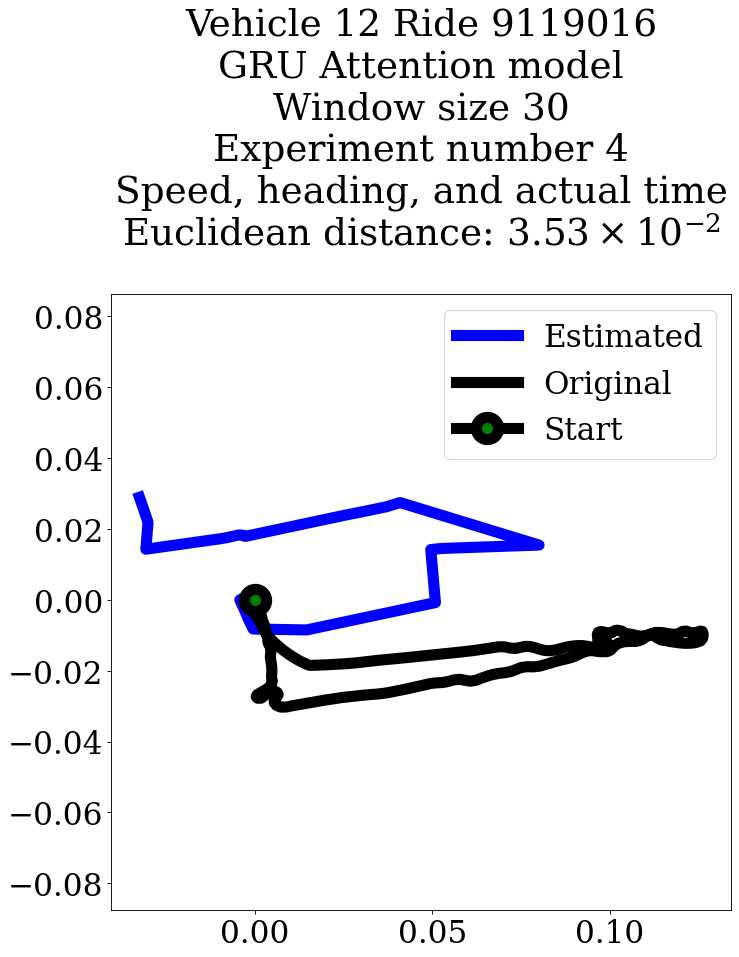 Vehicle 12 Ride 9119016
GRU Attention model
Window size 30
Experiment number 4
Speed, heading, and actual time
Euclidean distance: 3.53 × 10⁻²
Estimated
Original
Start
0.08
0.06
0.04
0.02
0.00
−0.02
−0.04
−0.06
−0.08
0.00 0.05 0.10